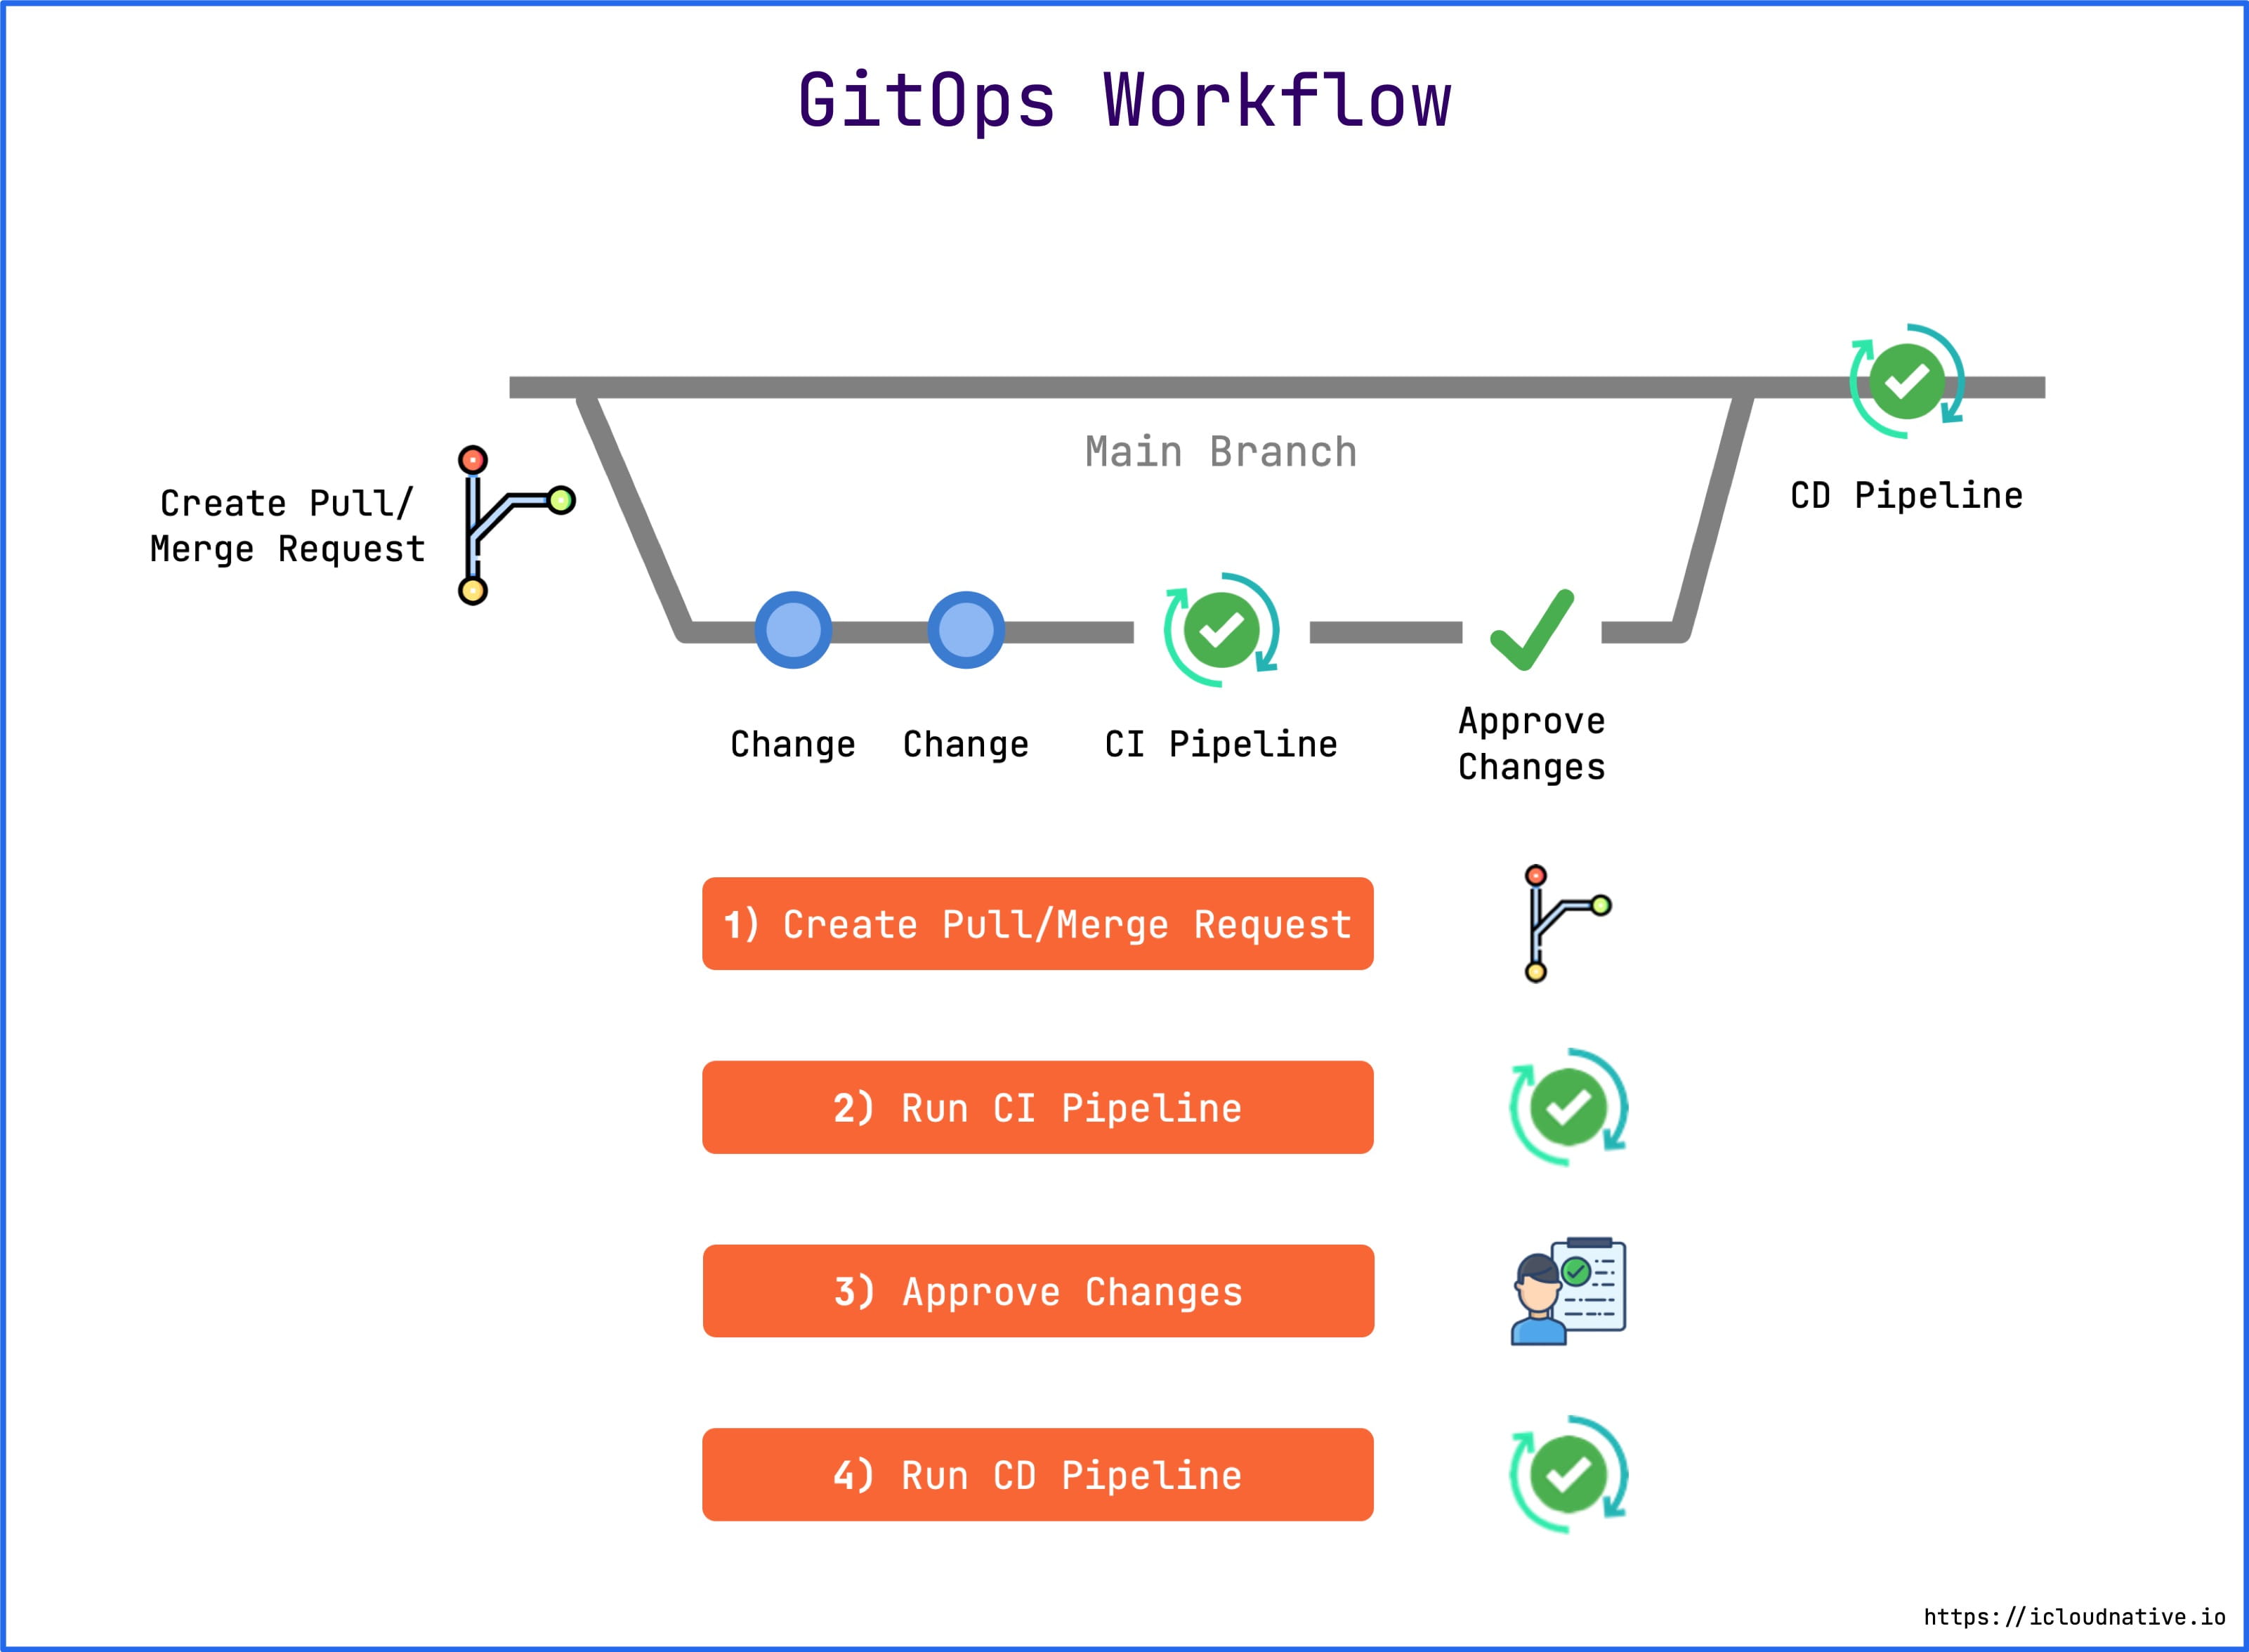 GitOps Workflow
Main Branch
Create Pull/
Merge Request
CD Pipeline
Change
Change
CI Pipeline
Approve
Changes
1) Create Pull/Merge Request
2) Run CI Pipeline
3) Approve Changes
4) Run CD Pipeline
https://icloudnative.io